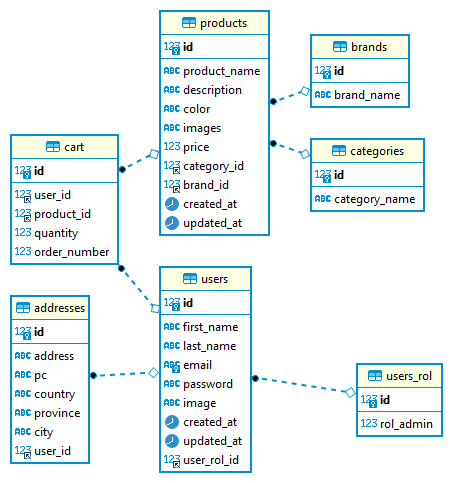 products
123 id
ABC product_name
ABC description
ABC color
ABC images
123 price
123 category_id
123 brand_id
created_at
updated_at
brands
123 id
ABC brand_name
categories
123 id
ABC category_name
cart
123 id
123 user_id
123 product_id
123 quantity
123 order_number
users
123 id
ABC first_name
ABC last_name
ABC email
ABC password
ABC image
created_at
updated_at
123 user_rol_id
addresses
123 id
ABC address
ABC pc
ABC country
ABC province
ABC city
123 user_id
users_rol
123 id
123 rol_admin